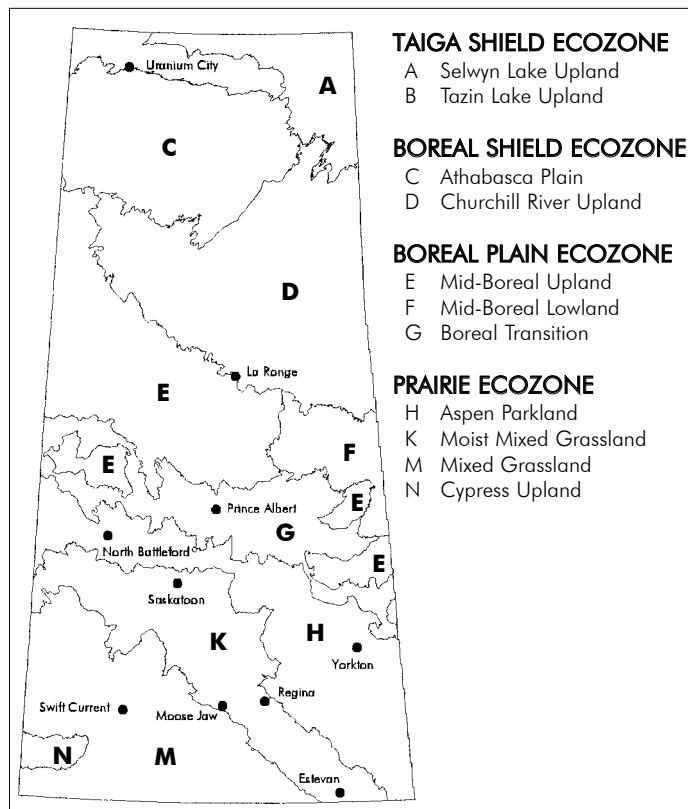 Uranium City
A
C
D
La Ronge
E
F
E
E
Prince Albert
G
North Battleford
E
Saskatoon
H
K
Yorkton
Regina
Swift Current
Moose Jaw
N
M
Estevan
TAIGA SHIELD ECOZONE
A Selwyn Lake Upland
B Tazin Lake Upland
BOREAL SHIELD ECOZONE
C Athabasca Plain
D Churchill River Upland
BOREAL PLAIN ECOZONE
E Mid-Boreal Upland
F Mid-Boreal Lowland
G Boreal Transition
PRAIRIE ECOZONE
H Aspen Parkland
K Moist Mixed Grassland
M Mixed Grassland
N Cypress Upland